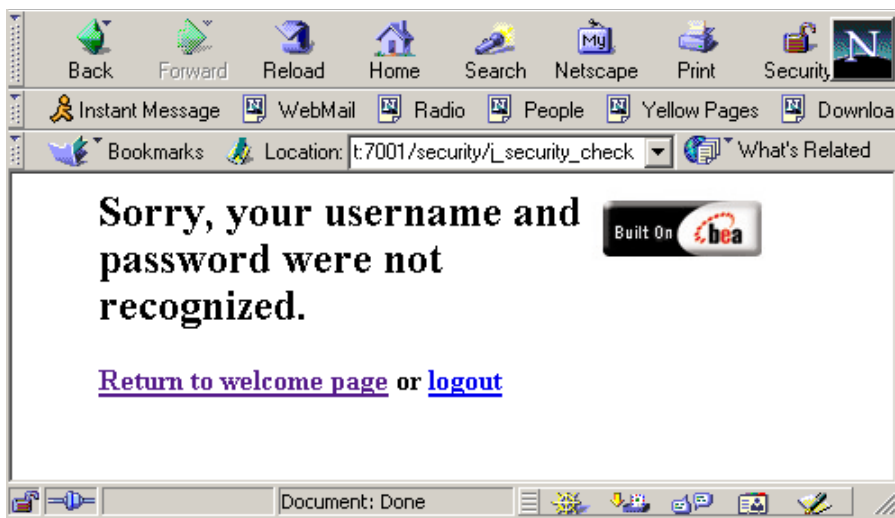 My N
Back Forward Reload Home Search Netscape Print Security
Instant Message WebMail Radio People Yellow Pages Downloa
Bookmarks Location: t:7001/security/j_security_check What's Related
Sorry, your username and
password were not
recognized.
Built On bea
Return to welcome page or logout
Document: Done